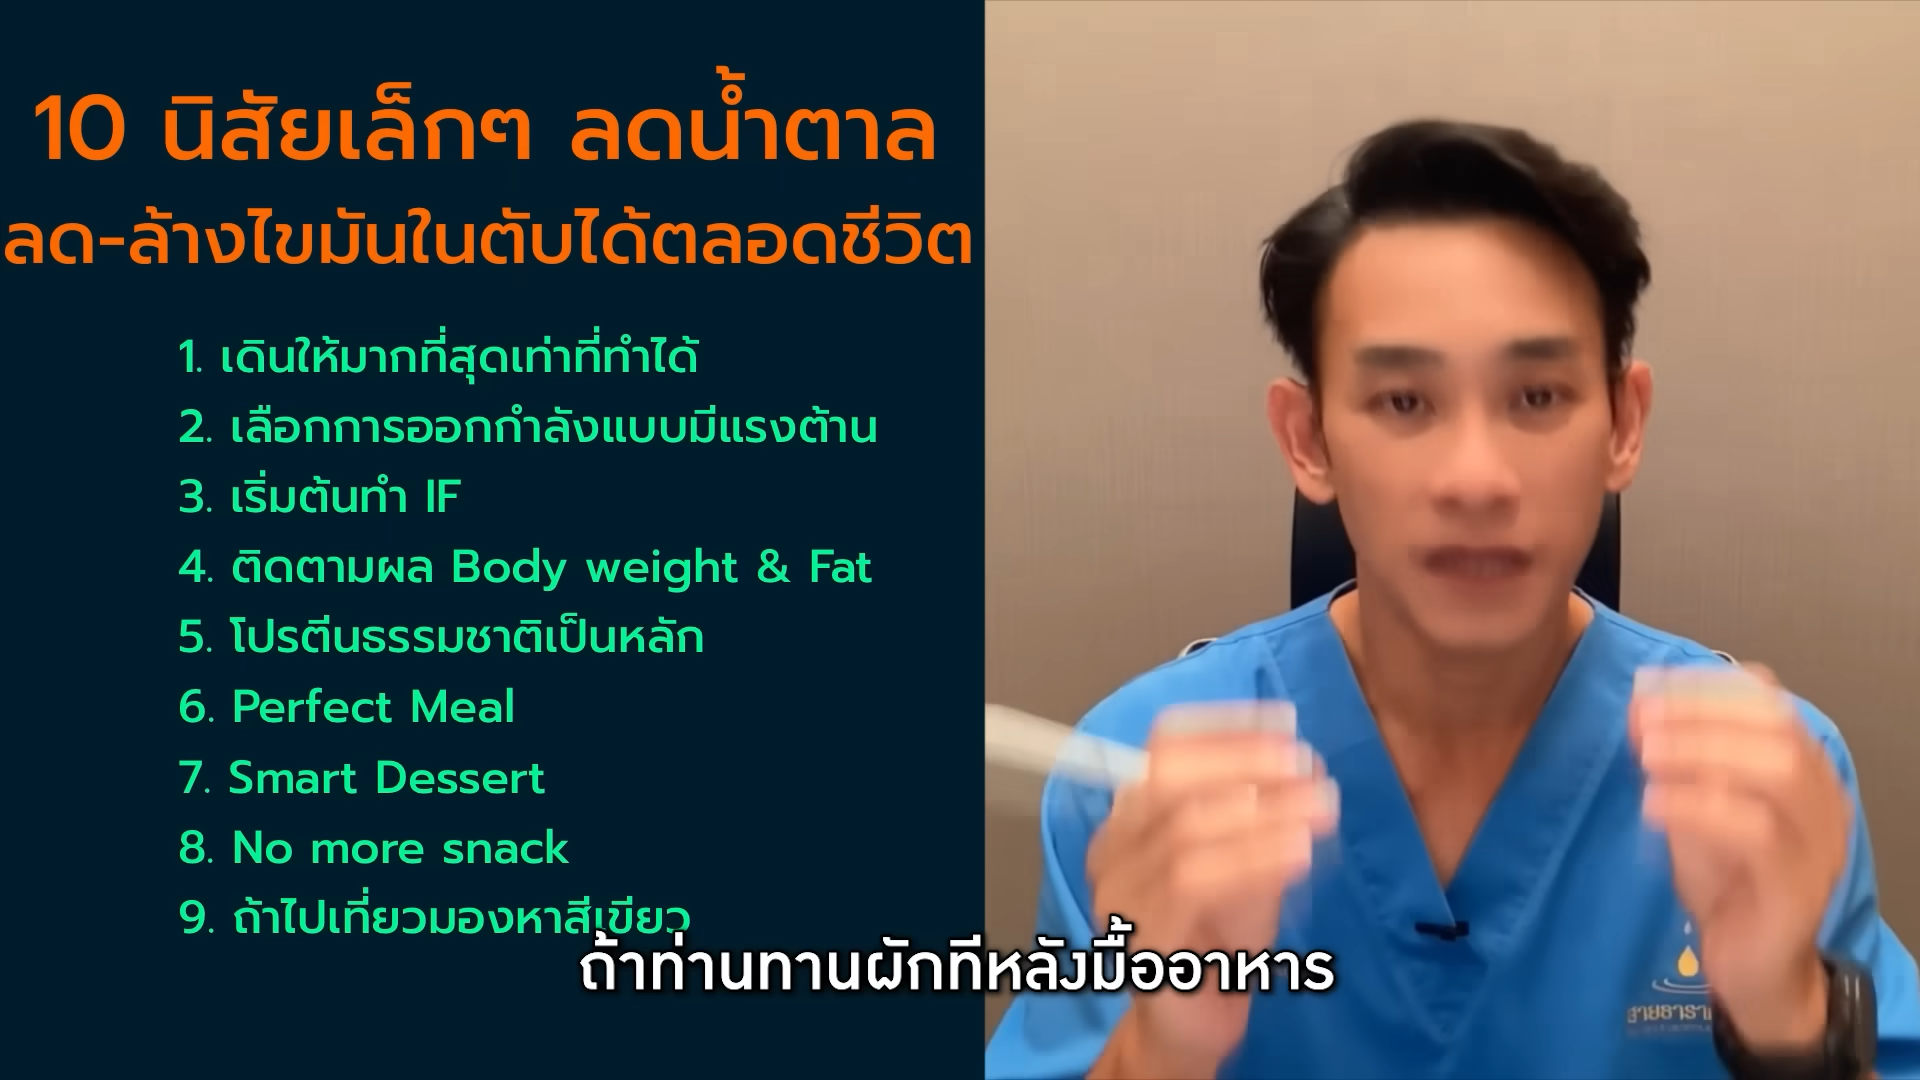 10 นิสัยเล็กๆ ลดน้ำตาล
ลด-ล้างไขมันในตับได้ตลอดชีวิต
1. เดินให้มากที่สุดเท่าที่ทำได้
2. เลือกการออกกำลังแบบมีแรงต้าน
3. เริ่มต้นทำ IF
4. ติดตามผล Body weight & Fat
5. โปรตีนธรรมชาติเป็นหลัก
6. Perfect Meal
7. Smart Dessert
8. No more snack
9. ถ้าไปเที่ยวมองหาสีเขียว
ถ้าท่านทานผักทีหลังมื้ออาหาร